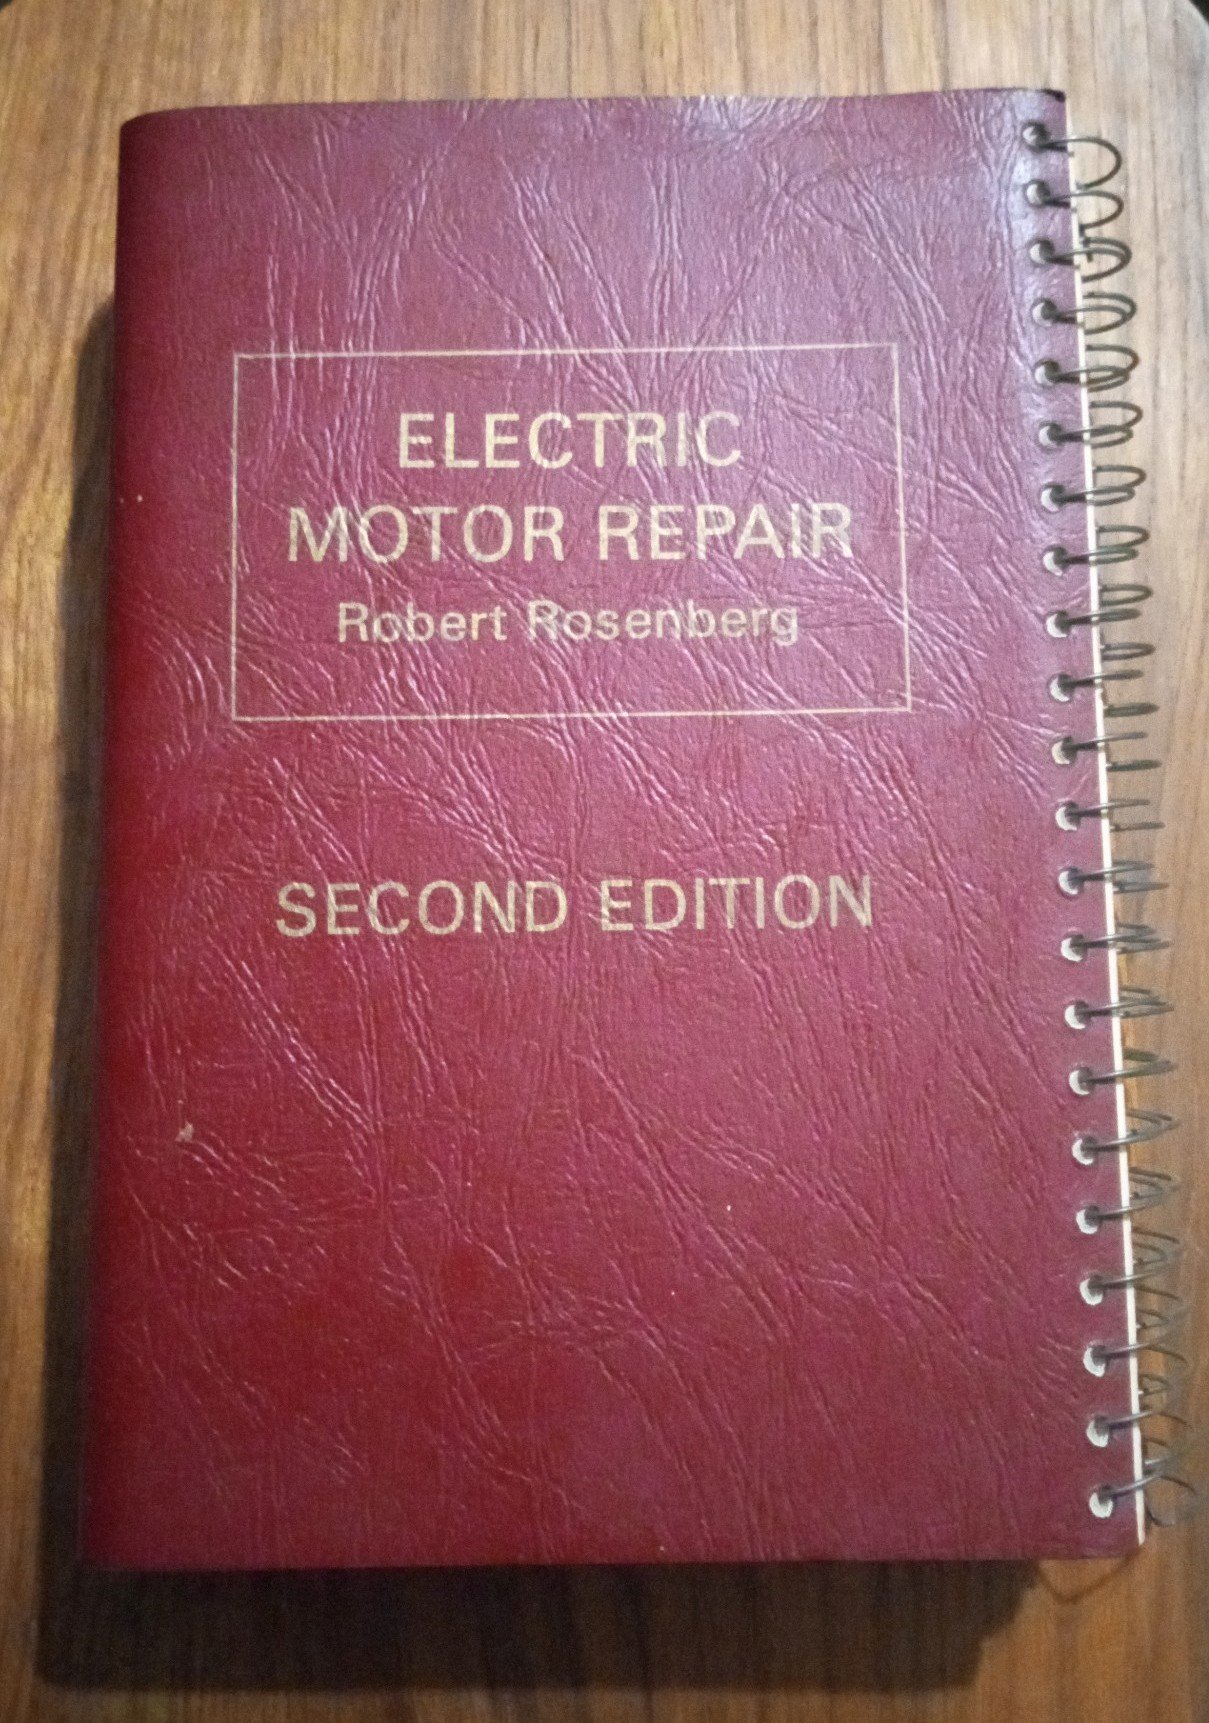 ELECTRIC
MOTOR REPAIR
Robert Rosenberg
SECOND EDITION